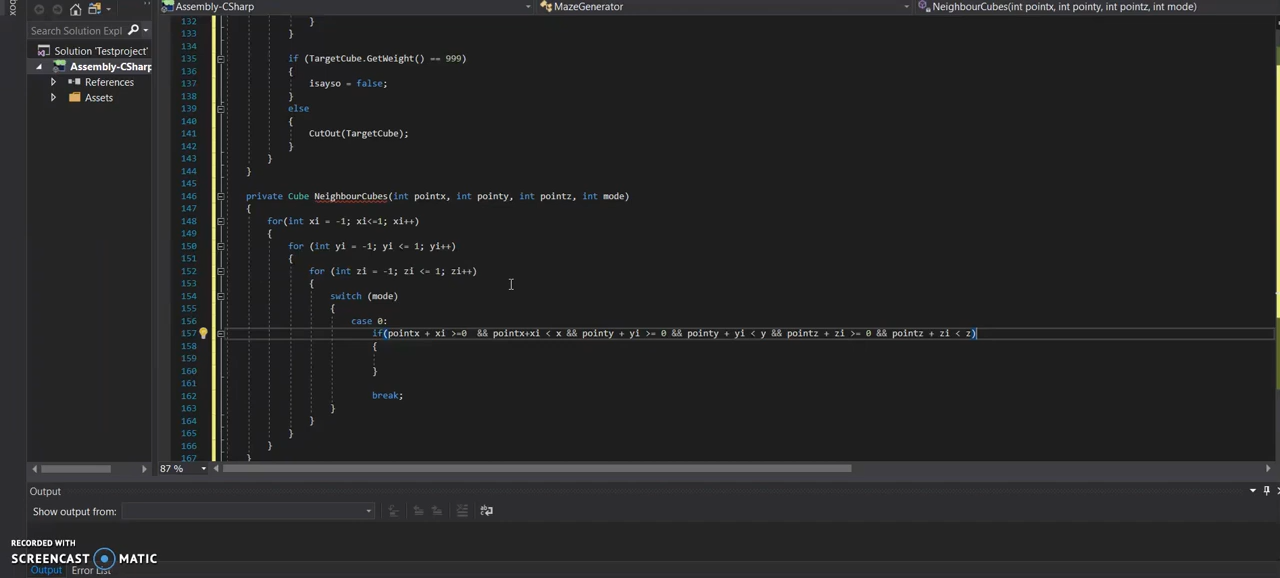 Assembly-CSharp
MazeGenerator
NeighbourCubes(int pointx, int pointy, int pointz, int mode)
Search Solution Expl
Solution 'Testproject'
Assembly-CSharp
References
Assets
132 }
133 }
134
135 if (TargetCube.GetWeight() == 999)
136 {
137 isayso = false;
138 }
139 else
140 {
141 CutOut(TargetCube);
142 }
143 }
144 }
145
146 private Cube NeighbourCubes(int pointx, int pointy, int pointz, int mode)
147 {
148 for(int xi = -1; xi<=1; xi++)
149 {
150 for (int yi = -1; yi <= 1; yi++)
151 {
152 for (int zi = -1; zi <= 1; zi++)
153 {
154 switch (mode)
155 {
156 case 0:
157 if(pointx + xi >=0  && pointx+xi < x && pointy + yi >= 0 && pointy + yi < y && pointz + zi >= 0 && pointz + zi < z)
158 {
159
160 }
161
162 break;
163 }
164 }
165 }
166 }
167 }
87 %
Output
Show output from:
RECORDED WITH
SCREENCAST MATIC
Output Error List